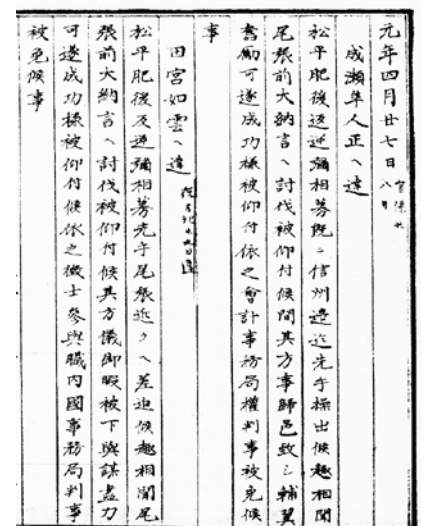 元年四月廿七日
成瀬隼人正へ達
松平肥後逆徒相募既ニ信州邊迄先手操出候趣相聞
尾張前大納言へ討伐被仰付候間其方事歸邑致シ輔翼
奮励可遂成功様被仰付依之會計事務局權判事被免候
事
田宮如雲へ達
松平肥後反逆彌相募先手尾張近クへ差迫候趣相聞尾
張前大納言へ討伐被仰付候其方儀御暇被下與謀盡力
可遂成功様被仰付候依之徴士參與職内國事務局判事
被免候事